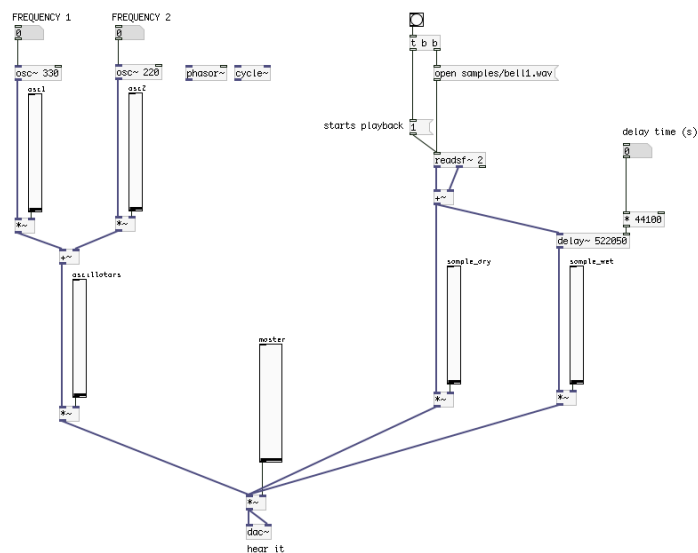 FREQUENCY 1
FREQUENCY 2
0
0
osc~ 330
osc~ 220
phasor~
cycle~
t b b
open samples/bell1.wav
osc1
osc2
starts playback
1
delay time (s)
0
readsf~ 2
*~
*~
+~
* 44100
+~
delay~ 522050
oscillators
sample_dry
sample_wet
master
*~
*~
*~
*~
dac~
hear it